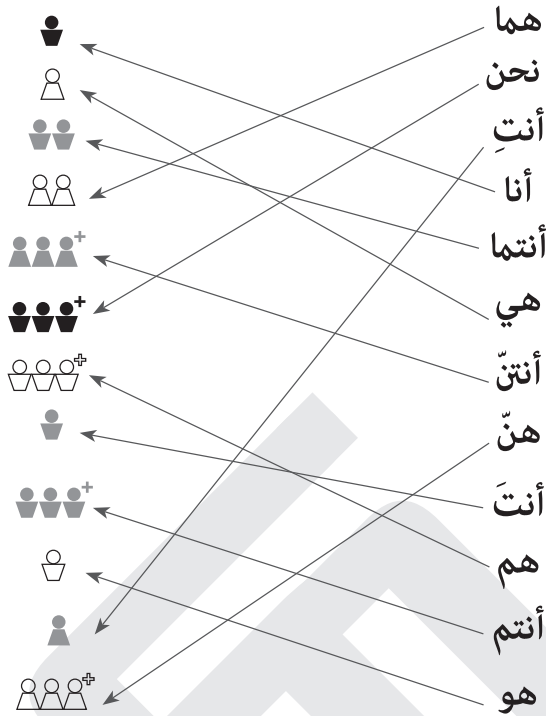 هما
نحن
أنتِ
أنا
أنتما
هي
أنتنّ
هنّ
أنتَ
هم
أنتم
هو